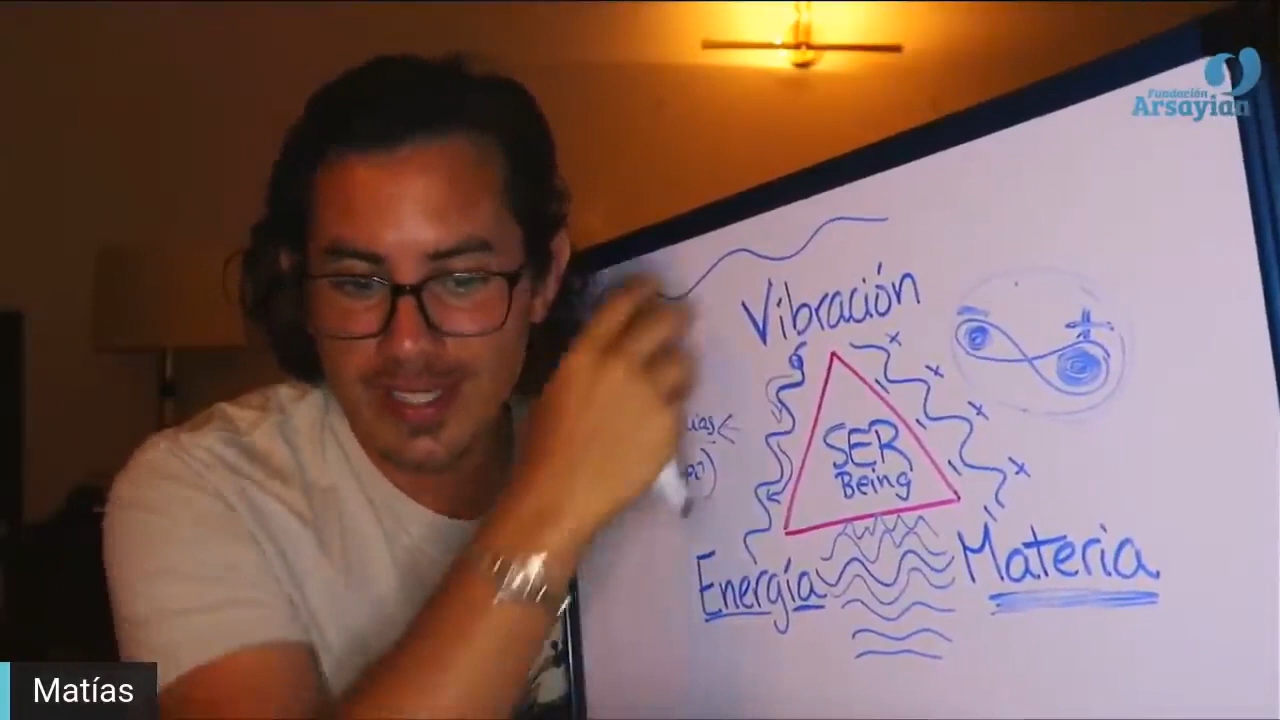 Fundación
Arsayian
Vibración
SER
Being
Energía
Materia
Matías